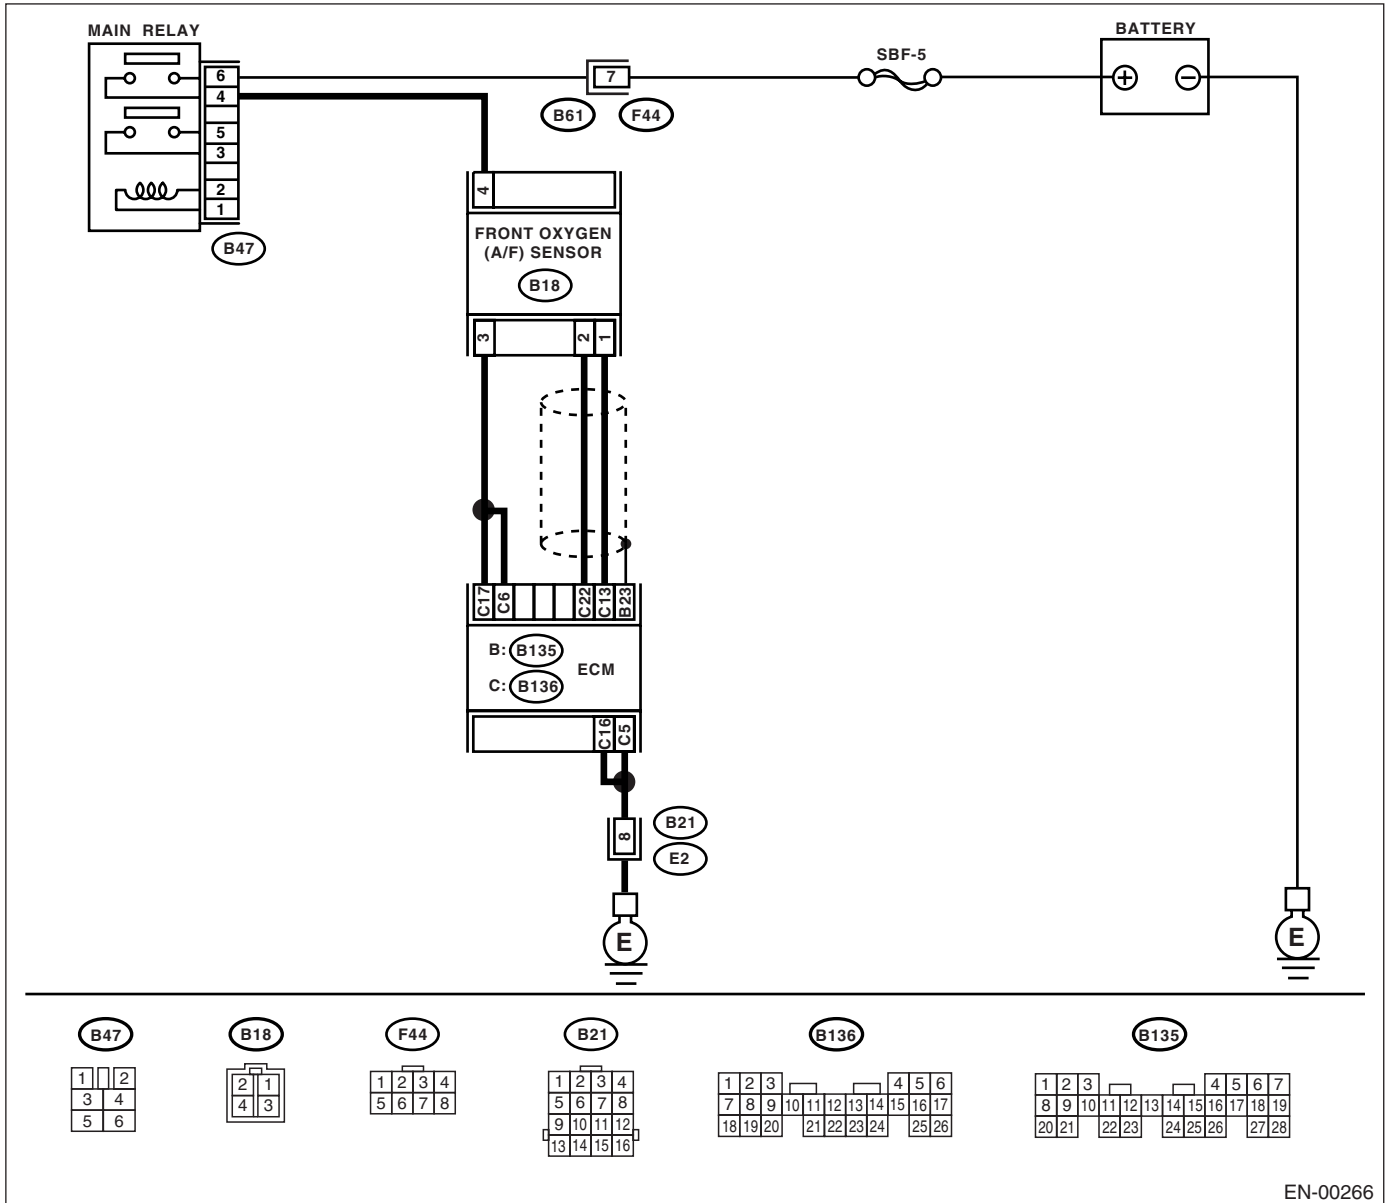 MAIN RELAY
BATTERY
SBF-5
6
4
5
3
2
1
B47
7
B61
F44
+
−
4
FRONT OXYGEN
(A/F) SENSOR
B18
3
2
1
C17
C6
C22
C13
B23
B: B135
ECM
C: B136
C16
C5
8
B21
E2
E
E
B47
B18
F44
B21
B136
B135
1 2
3 4
5 6
2 1
4 3
1 2 3 4
5 6 7 8
1 2 3 4
5 6 7 8
9 10 11 12
13 14 15 16
1 2 3 4 5 6
7 8 9 10 11 12 13 14 15 16 17
18 19 20 21 22 23 24 25 26
1 2 3 4 5 6 7
8 9 10 11 12 13 14 15 16 17 18 19
20 21 22 23 24 25 26 27 28
EN-00266